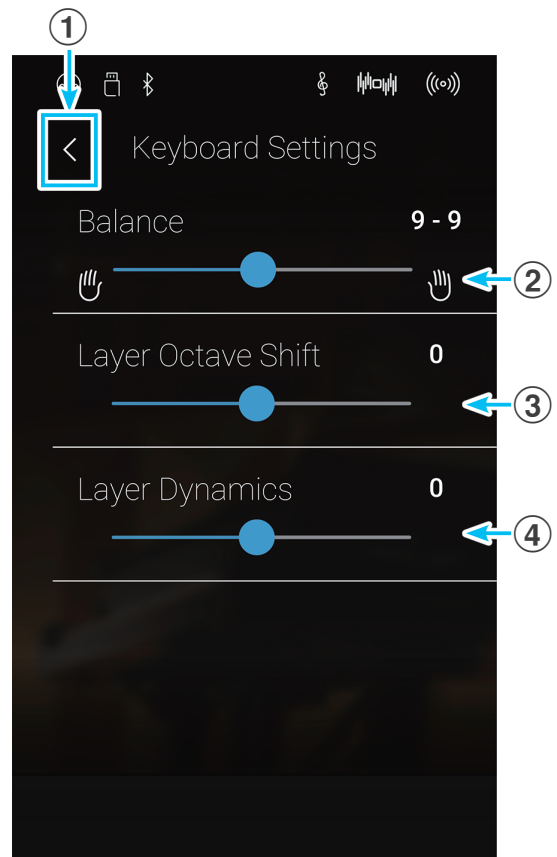 1
Keyboard Settings
Balance 9 - 9
2
Layer Octave Shift 0
3
Layer Dynamics 0
4